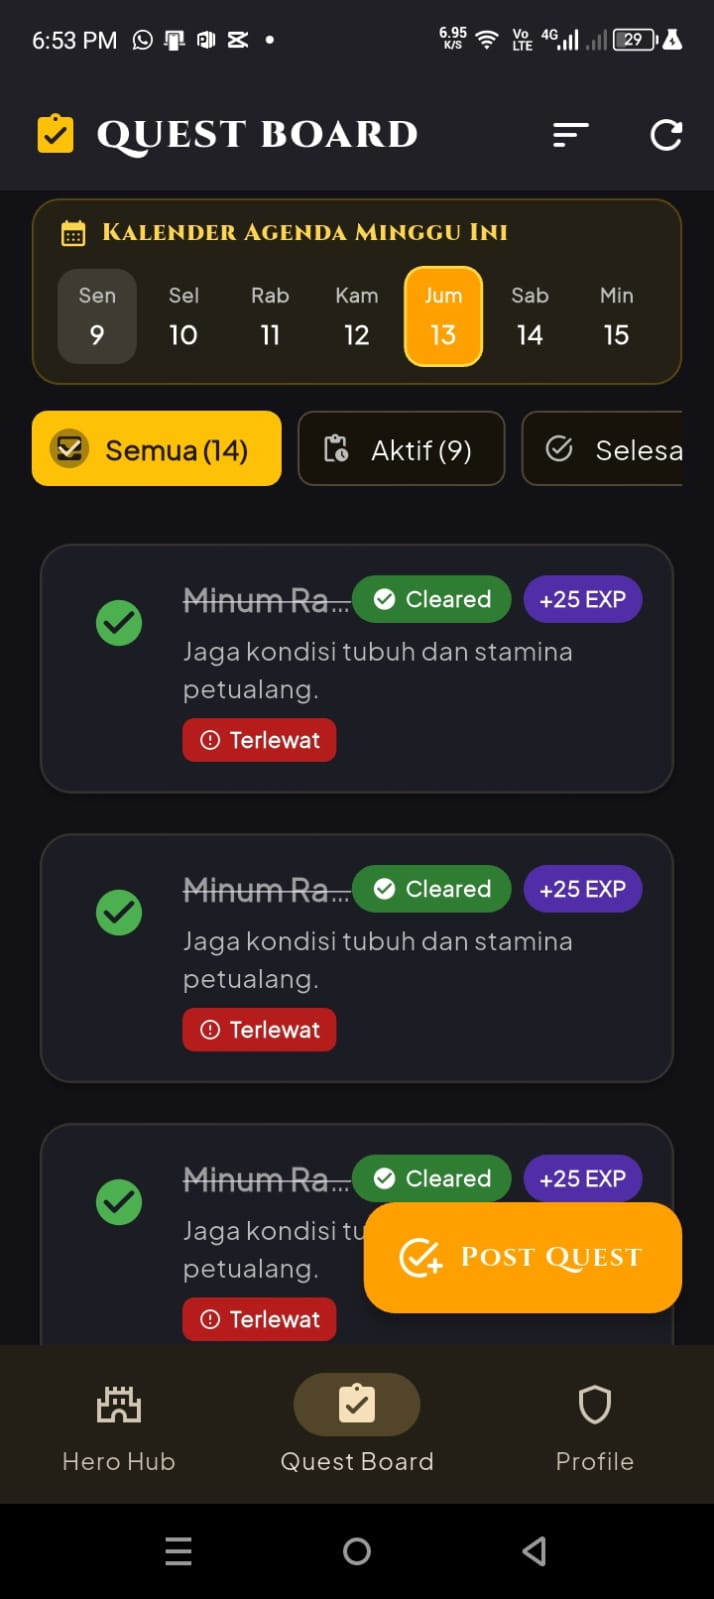 6:53 PM
6.95 K/S Vo LTE 4G 29
QUEST BOARD
KALENDER AGENDA MINGGU INI
Sen Sel Rab Kam Jum Sab Min
9 10 11 12 13 14 15
Semua (14) Aktif (9) Selesa
Minum Ra... Cleared +25 EXP
Jaga kondisi tubuh dan stamina
petualang.
Terlewat
Minum Ra... Cleared +25 EXP
Jaga kondisi tubuh dan stamina
petualang.
Terlewat
Minum Ra... Cleared +25 EXP
Jaga kondisi tu
petualang.
POST QUEST
Terlewat
Hero Hub Quest Board Profile